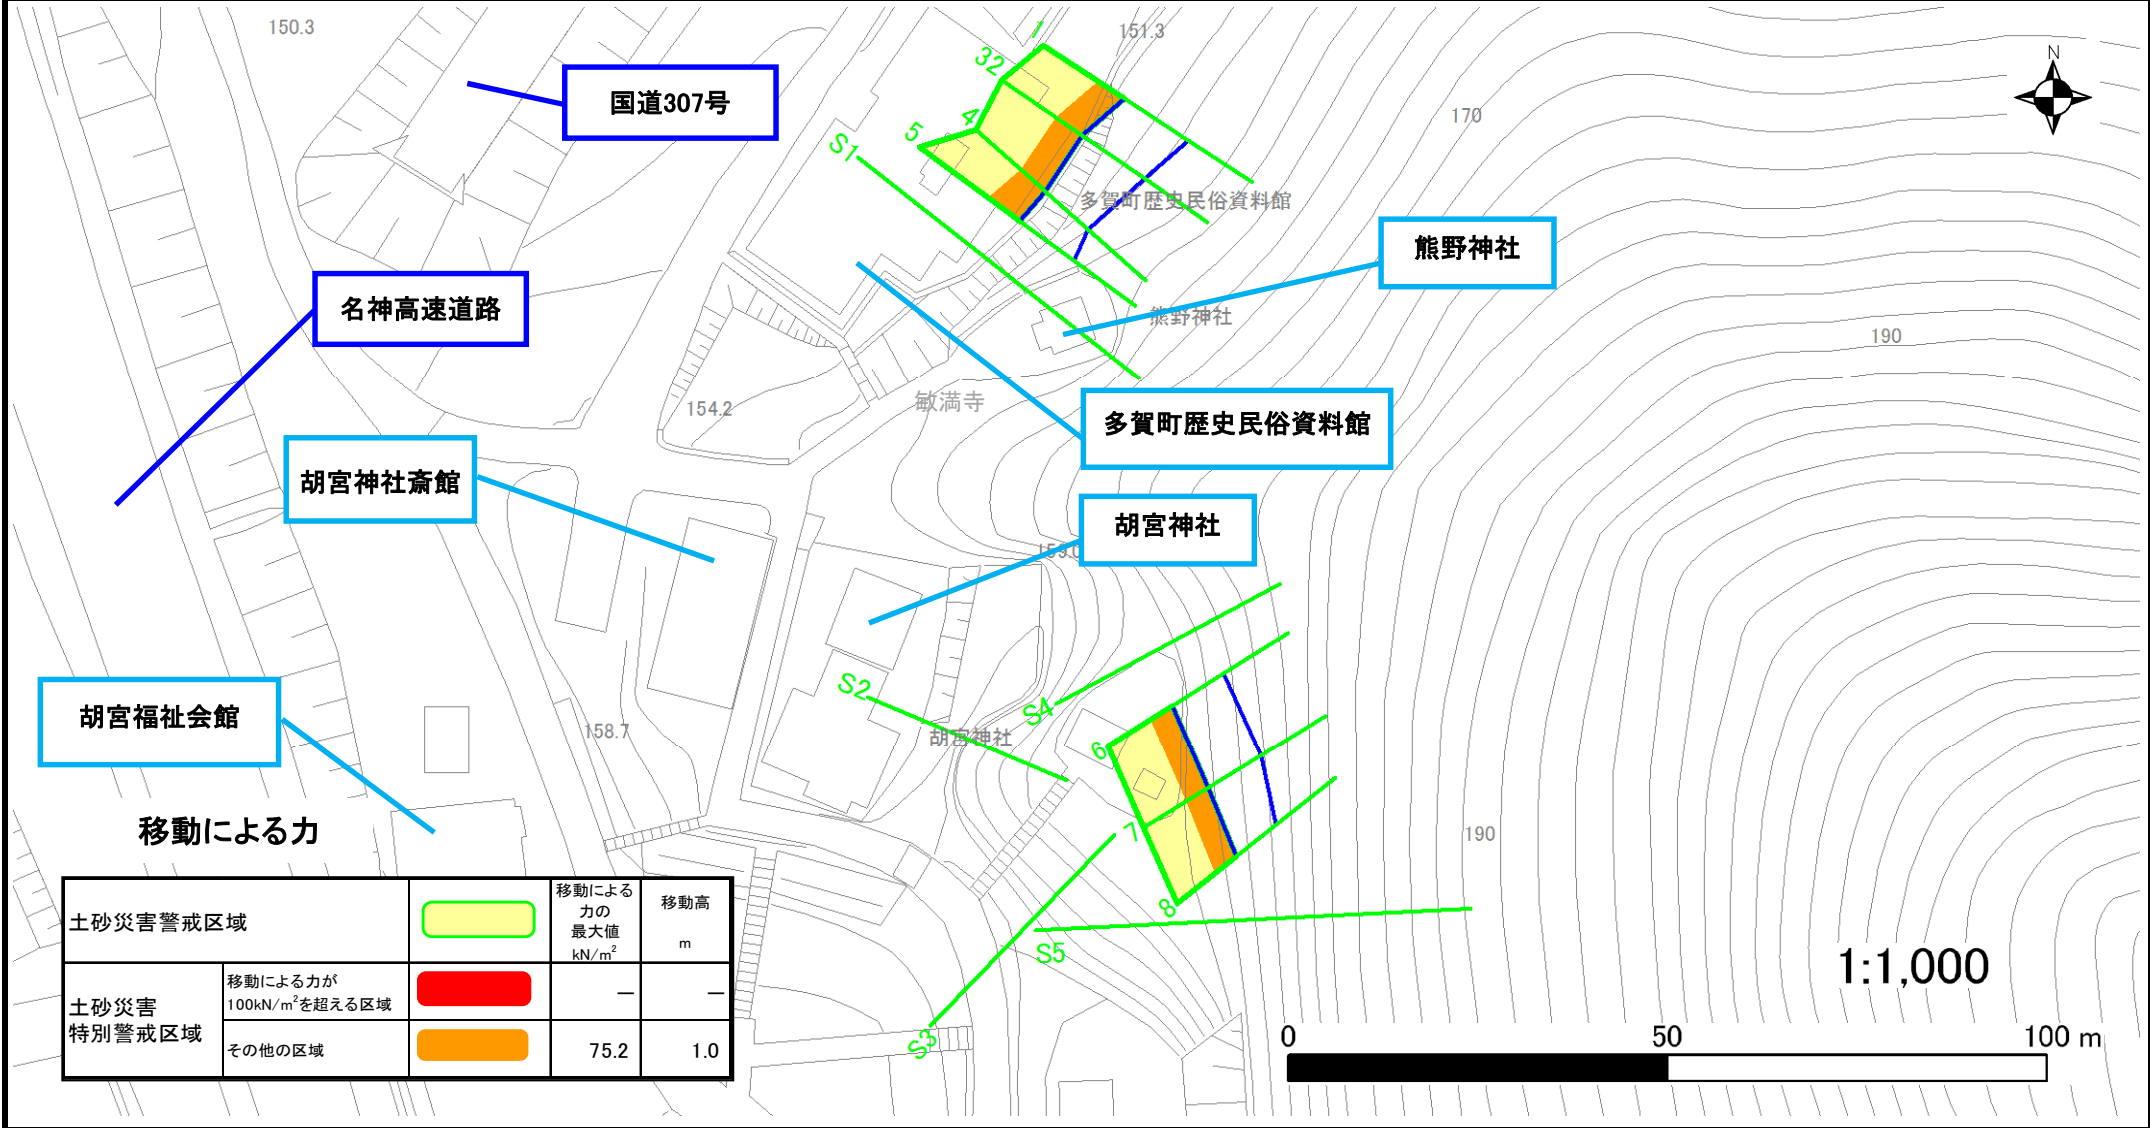 150.3
151.3
N
国道307号
1
32
4
5
S1
170
多賀町歴史民俗資料館
熊野神社
名神高速道路
熊野神社
190
154.2
敏満寺
多賀町歴史民俗資料館
胡宮神社斎館
胡宮神社
159.0
胡宮福祉会館
S2
S4
158.7
胡宮神社
6
7
8
190
S5
S3
移動による力
土砂災害警戒区域
移動による
力の
最大値
kN/m²
移動高
m
土砂災害
特別警戒区域
移動による力が
100kN/m²を超える区域
―
―
その他の区域
75.2
1.0
1:1,000
0
50
100 m